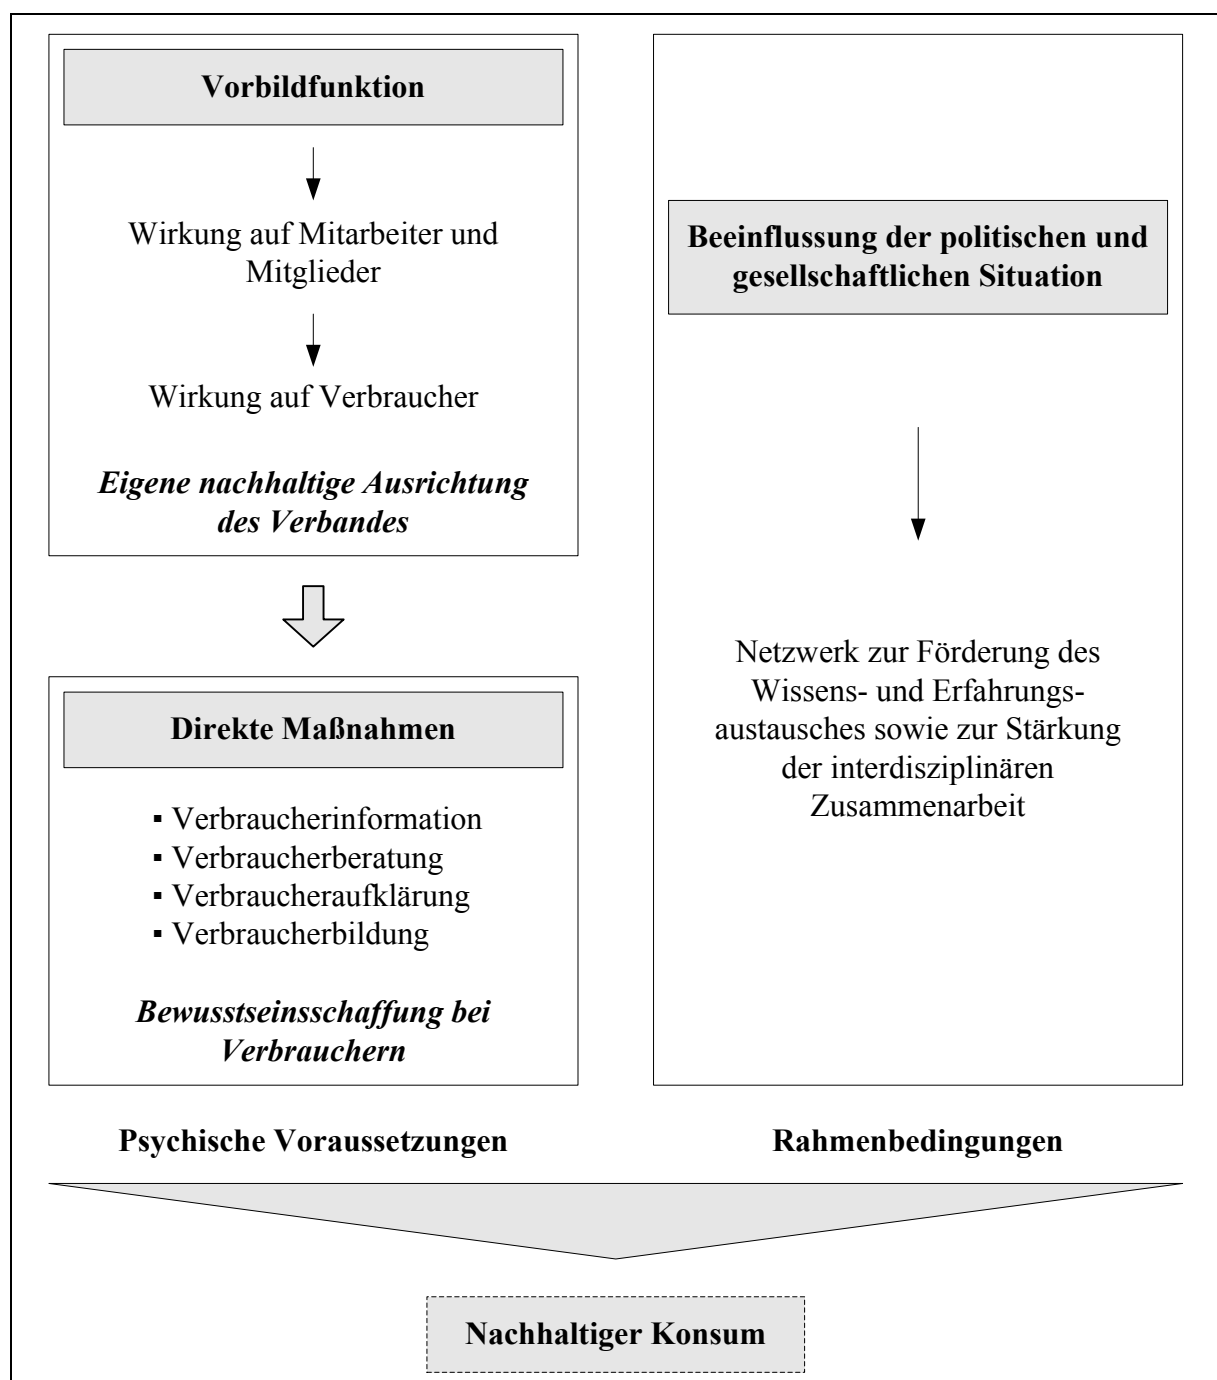 Vorbildfunktion
Wirkung auf Mitarbeiter und
Mitglieder
Wirkung auf Verbraucher
Eigene nachhaltige Ausrichtung
des Verbandes
Direkte Maßnahmen
▪ Verbraucherinformation
▪ Verbraucherberatung
▪ Verbraucheraufklärung
▪ Verbraucherbildung
Bewusstseinsschaffung bei
Verbrauchern
Psychische Voraussetzungen
Beeinflussung der politischen und
gesellschaftlichen Situation
Netzwerk zur Förderung des
Wissens- und Erfahrungs-
austausches sowie zur Stärkung
der interdisziplinären
Zusammenarbeit
Rahmenbedingungen
Nachhaltiger Konsum